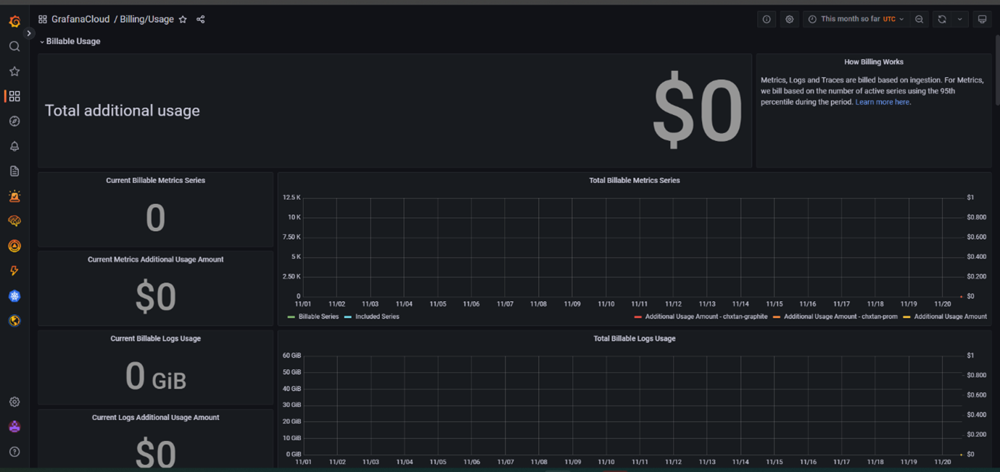 GrafanaCloud / Billing/Usage
This month so far UTC
Billable Usage
Total additional usage
$0
How Billing Works
Metrics, Logs and Traces are billed based on ingestion. For Metrics,
we bill based on the number of active series using the 95th
percentile during the period. Learn more here.
Current Billable Metrics Series
0
Current Metrics Additional Usage Amount
$0
Total Billable Metrics Series
12.5 K
10 K
7.50 K
5 K
2.50 K
0
$1
$0.800
$0.600
$0.400
$0.200
$0
11/01 11/02 11/03 11/04 11/05 11/06 11/07 11/08 11/09 11/10 11/11 11/12 11/13 11/14 11/15 11/16 11/17 11/18 11/19 11/20
Billable Series Included Series Additional Usage Amount - chxtan-graphite Additional Usage Amount - chxtan-prom Additional Usage Amount
Current Billable Logs Usage
0 GiB
Current Logs Additional Usage Amount
$0
Total Billable Logs Usage
60 GiB
50 GiB
40 GiB
30 GiB
20 GiB
10 GiB
0 GiB
$1
$0.800
$0.600
$0.400
$0.200
$0
11/01 11/02 11/03 11/04 11/05 11/06 11/07 11/08 11/09 11/10 11/11 11/12 11/13 11/14 11/15 11/16 11/17 11/18 11/19 11/20